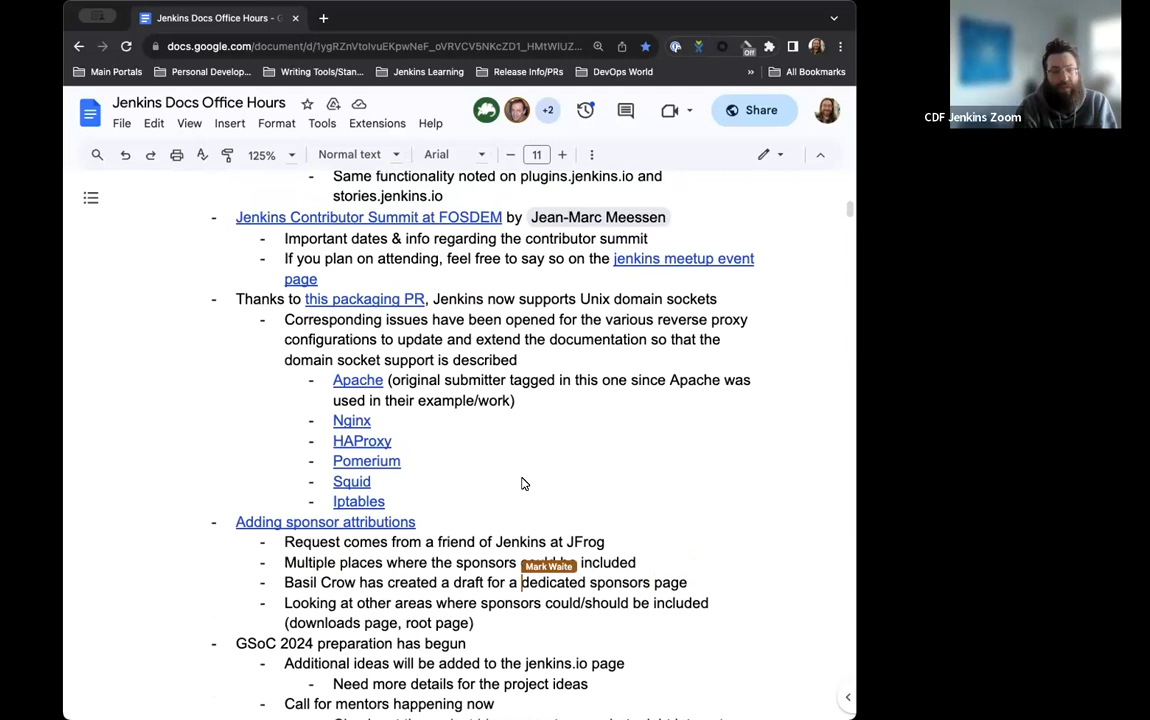 Jenkins Docs Office Hours - G
docs.google.com/document/d/1ygRZnVtoIvuEKpwNeF_oVRVCV5NKcZD1_HMtWlUZ...
Off
Main Portals
Personal Develop...
Writing Tools/Stan...
Jenkins Learning
Release Info/PRs
DevOps World
»
All Bookmarks
Jenkins Docs Office Hours
File Edit View Insert Format Tools Extensions Help
+2
Share
125%
Normal text
Arial
11
- Same functionality noted on plugins.jenkins.io and
stories.jenkins.io
- Jenkins Contributor Summit at FOSDEM by Jean-Marc Meessen
- Important dates & info regarding the contributor summit
- If you plan on attending, feel free to say so on the jenkins meetup event
page
- Thanks to this packaging PR, Jenkins now supports Unix domain sockets
- Corresponding issues have been opened for the various reverse proxy
configurations to update and extend the documentation so that the
domain socket support is described
- Apache (original submitter tagged in this one since Apache was
used in their example/work)
- Nginx
- HAProxy
- Pomerium
- Squid
- Iptables
- Adding sponsor attributions
- Request comes from a friend of Jenkins at JFrog
- Multiple places where the sponsors could be included
Mark Waite
- Basil Crow has created a draft for a dedicated sponsors page
- Looking at other areas where sponsors could/should be included
(downloads page, root page)
- GSoC 2024 preparation has begun
- Additional ideas will be added to the jenkins.io page
- Need more details for the project ideas
- Call for mentors happening now
CDF Jenkins Zoom